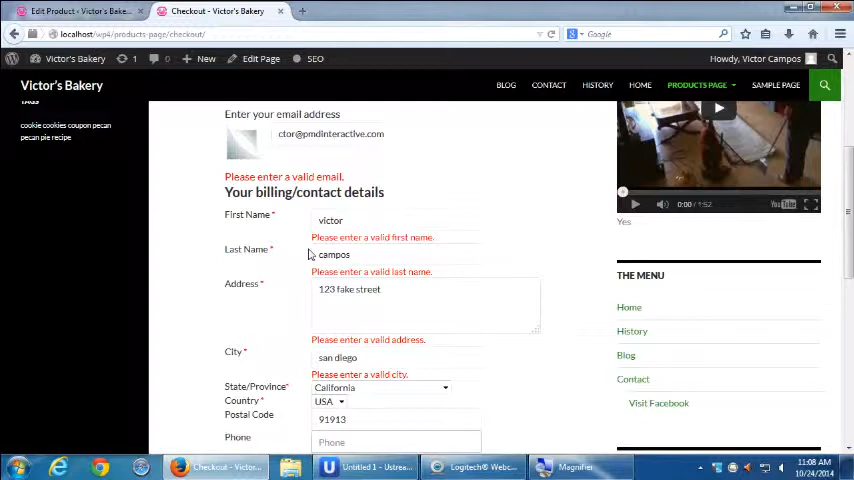 Edit Product ‹ Victor's Bakery ...
Checkout - Victor's Bakery
localhost/wp4/products-page/checkout/
Google
Victor's Bakery
1
0
New
Edit Page
SEO
Howdy, Victor Campos
Victor's Bakery
BLOG
CONTACT
HISTORY
HOME
PRODUCTS PAGE
SAMPLE PAGE
TAGS
cookie cookies coupon pecan
pecan pie recipe
Enter your email address
ctor@pmdinteractive.com
Please enter a valid email.
Your billing/contact details
First Name *
victor
Please enter a valid first name.
Last Name *
campos
Please enter a valid last name.
Address *
123 fake street
Please enter a valid address.
City *
san diego
Please enter a valid city.
State/Province*
California
Country *
USA
Postal Code
91913
Phone
Phone
0:00 / 1:52
YouTube
Yes
THE MENU
Home
History
Blog
Contact
Visit Facebook
Checkout - Victor...
Untitled 1 - Ustrea...
Logitech® Webc...
Magnifier
11:08 AM
10/24/2014